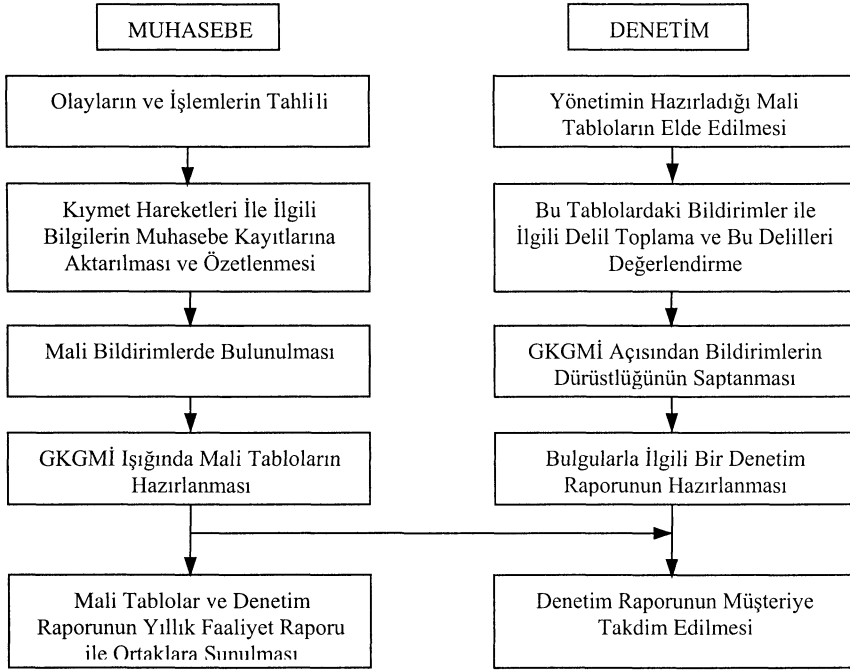 MUHASEBE
Olayların ve İşlemlerin Tahlili
Kıymet Hareketleri İle İlgili
Bilgilerin Muhasebe Kayıtlarına
Aktarılması ve Özetlenmesi
Mali Bildirimlerde Bulunulması
GKGMİ Işığında Mali Tabloların
Hazırlanması
Mali Tablolar ve Denetim
Raporunun Yıllık Faaliyet Raporu
ile Ortaklara Sunulması
DENETİM
Yönetimin Hazırladığı Mali
Tabloların Elde Edilmesi
Bu Tablolardaki Bildirimler ile
İlgili Delil Toplama ve Bu Delilleri
Değerlendirme
GKGMİ Açısından Bildirimlerin
Dürüstlüğünün Saptanması
Bulgularla İlgili Bir Denetim
Raporunun Hazırlanması
Denetim Raporunun Müşteriye
Takdim Edilmesi